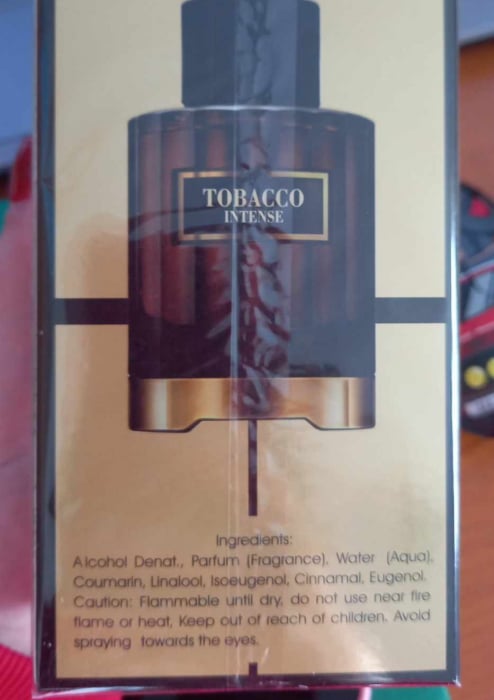 TOBACCO
INTENSE
Ingredients:
Alcohol Denat., Parfum (Fragrance), Water (Aqua),
Coumarin, Linalool, Isoeugenol, Cinnamal, Eugenol.
Caution: Flammable until dry, do not use near fire
flame or heat, Keep out of reach of children. Avoid
spraying towards the eyes.